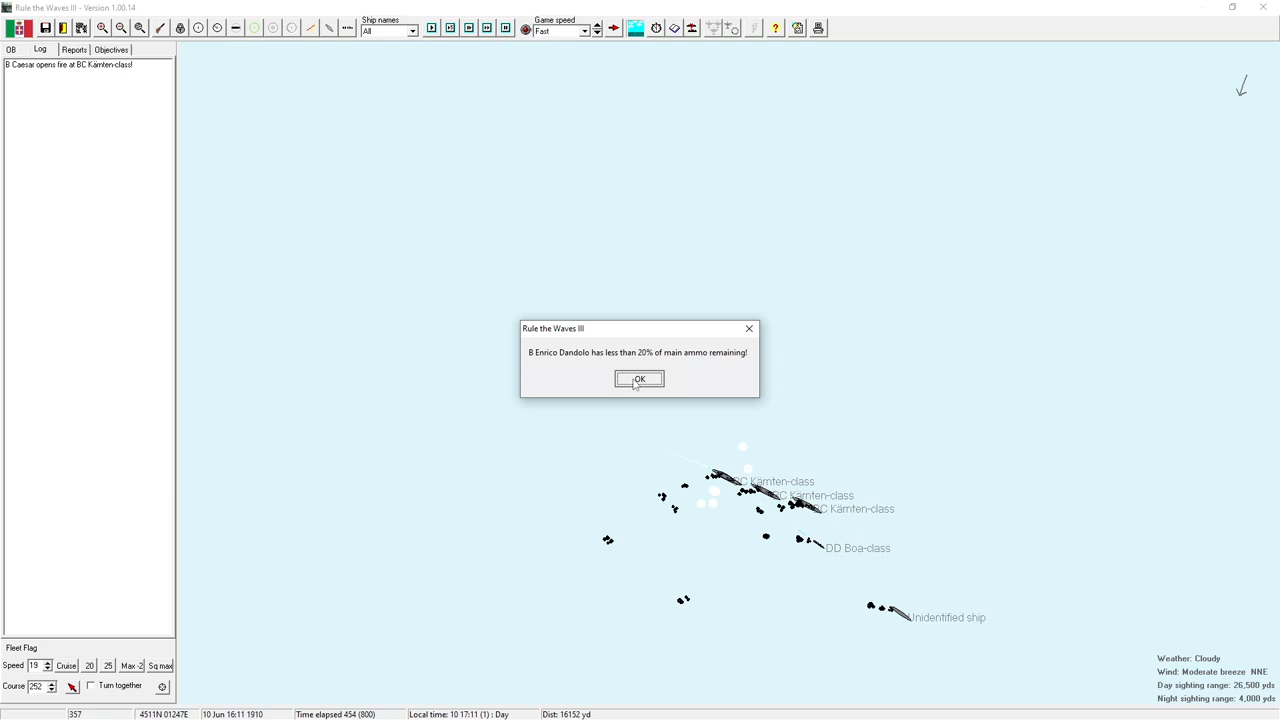 Rule the Waves III - Version 1.00.14
Ship names
All
Game speed
Fast
OB Log Reports Objectives
B Caesar opens fire at BC Kärnten-class!
Rule the Waves III
B Enrico Dandolo has less than 20% of main ammo remaining!
OK
BC Kärnten-class
BC Kärnten-class
BC Kärnten-class
DD Boa-class
Unidentified ship
Fleet Flag
Speed 19 Cruise 20 25 Max -2 Sq max
Course 252 Turn together
Weather: Cloudy
Wind: Moderate breeze NNE
Day sighting range: 26,500 yds
Night sighting range: 4,000 yds
357 4511N 01247E 10 Jun 16:11 1910 Time elapsed 454 (800) Local time: 10 17:11 (1) : Day Dist: 16152 yd